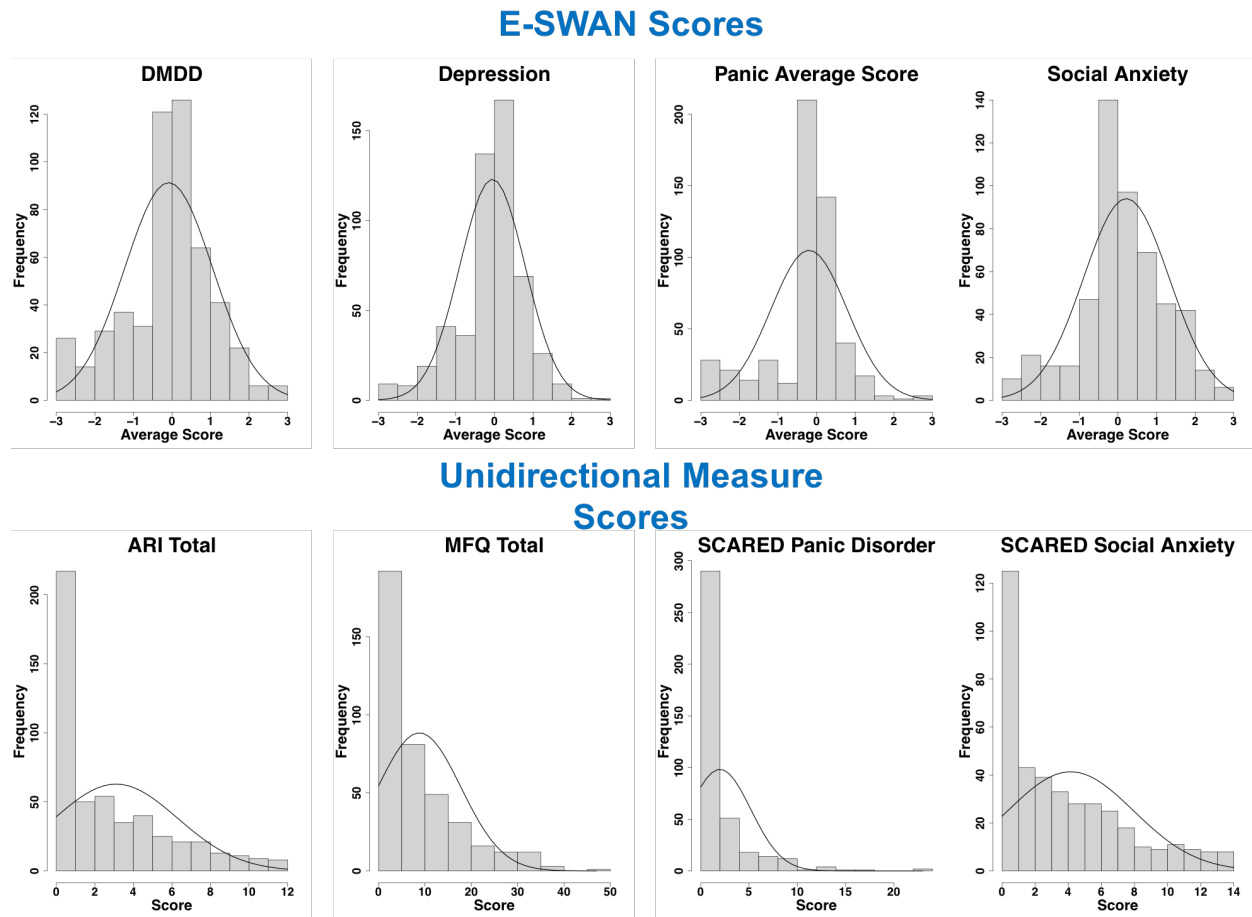 E-SWAN Scores
DMDD
Frequency
0 20 40 60 80 100 120
-3 -2 -1 0 1 2 3
Average Score
Depression
Frequency
0 50 100 150
-3 -2 -1 0 1 2 3
Average Score
Panic Average Score
Frequency
0 50 100 150 200
-3 -2 -1 0 1 2 3
Average Score
Social Anxiety
Frequency
0 20 40 60 80 100 120 140
-3 -2 -1 0 1 2 3
Average Score
Unidirectional Measure
Scores
ARI Total
Frequency
0 50 100 150 200
0 2 4 6 8 10 12
Score
MFQ Total
Frequency
0 50 100 150
0 10 20 30 40 50
Score
SCARED Panic Disorder
Frequency
0 50 100 150 200 250 300
0 5 10 15 20
Score
SCARED Social Anxiety
Frequency
0 20 40 60 80 100 120
0 2 4 6 8 10 12 14
Score